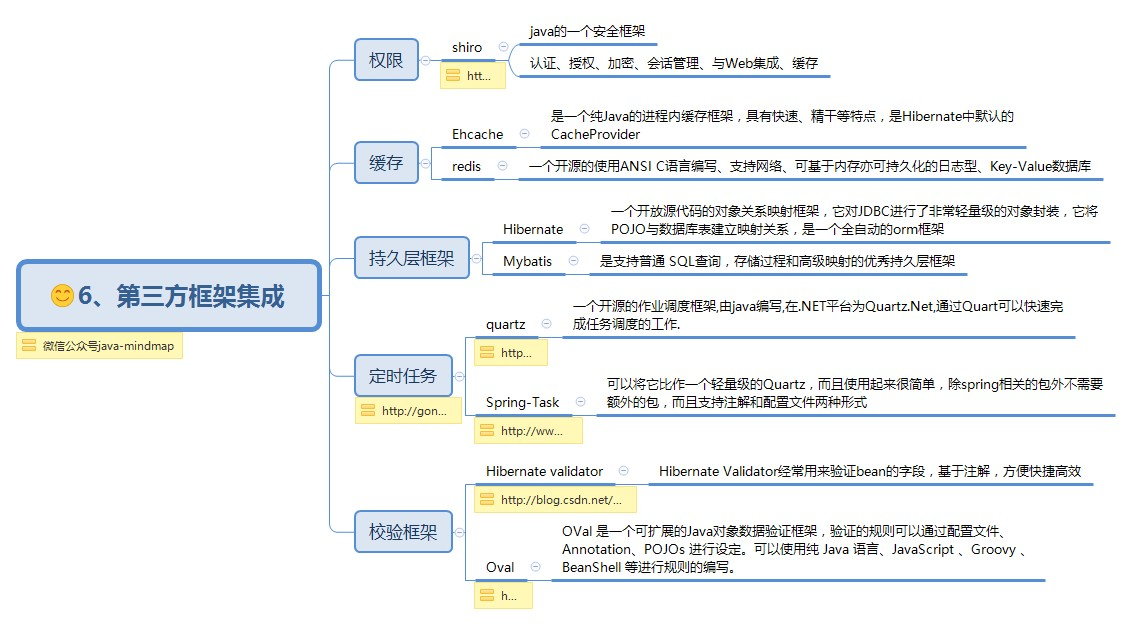 6、第三方框架集成
微信公众号java-mindmap
权限
shiro
htt...
java的一个安全框架
认证、授权、加密、会话管理、与Web集成、缓存
缓存
Ehcache
是一个纯Java的进程内缓存框架，具有快速、精干等特点，是Hibernate中默认的
CacheProvider
redis
一个开源的使用ANSI C语言编写、支持网络、可基于内存亦可持久化的日志型、Key-Value数据库
持久层框架
Hibernate
一个开放源代码的对象关系映射框架，它对JDBC进行了非常轻量级的对象封装，它将
POJO与数据库表建立映射关系，是一个全自动的orm框架
Mybatis
是支持普通 SQL查询，存储过程和高级映射的优秀持久层框架
定时任务
http://gon...
quartz
http...
一个开源的作业调度框架,由java编写,在.NET平台为Quartz.Net,通过Quart可以快速完
成任务调度的工作.
Spring-Task
http://ww...
可以将它比作一个轻量级的Quartz，而且使用起来很简单，除spring相关的包外不需要
额外的包，而且支持注解和配置文件两种形式
校验框架
Hibernate validator
http://blog.csdn.net/...
Hibernate Validator经常用来验证bean的字段，基于注解，方便快捷高效
Oval
h...
OVal 是一个可扩展的Java对象数据验证框架，验证的规则可以通过配置文件、
Annotation、POJOs 进行设定。可以使用纯 Java 语言、JavaScript 、Groovy 、
BeanShell 等进行规则的编写。